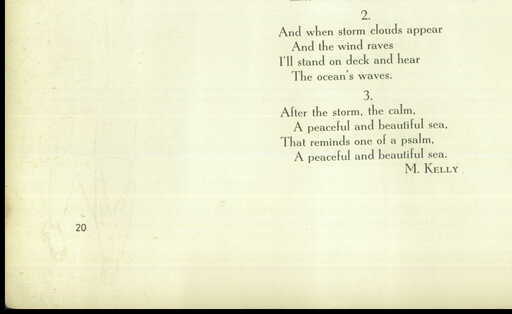 2.
And when storm clouds appear
And the wind raves
I'll stand on deck and hear
The ocean's waves.
3.
After the storm, the calm,
A peaceful and beautiful sea,
That reminds one of a psalm,
A peaceful and beautiful sea.
M. KELLY
20